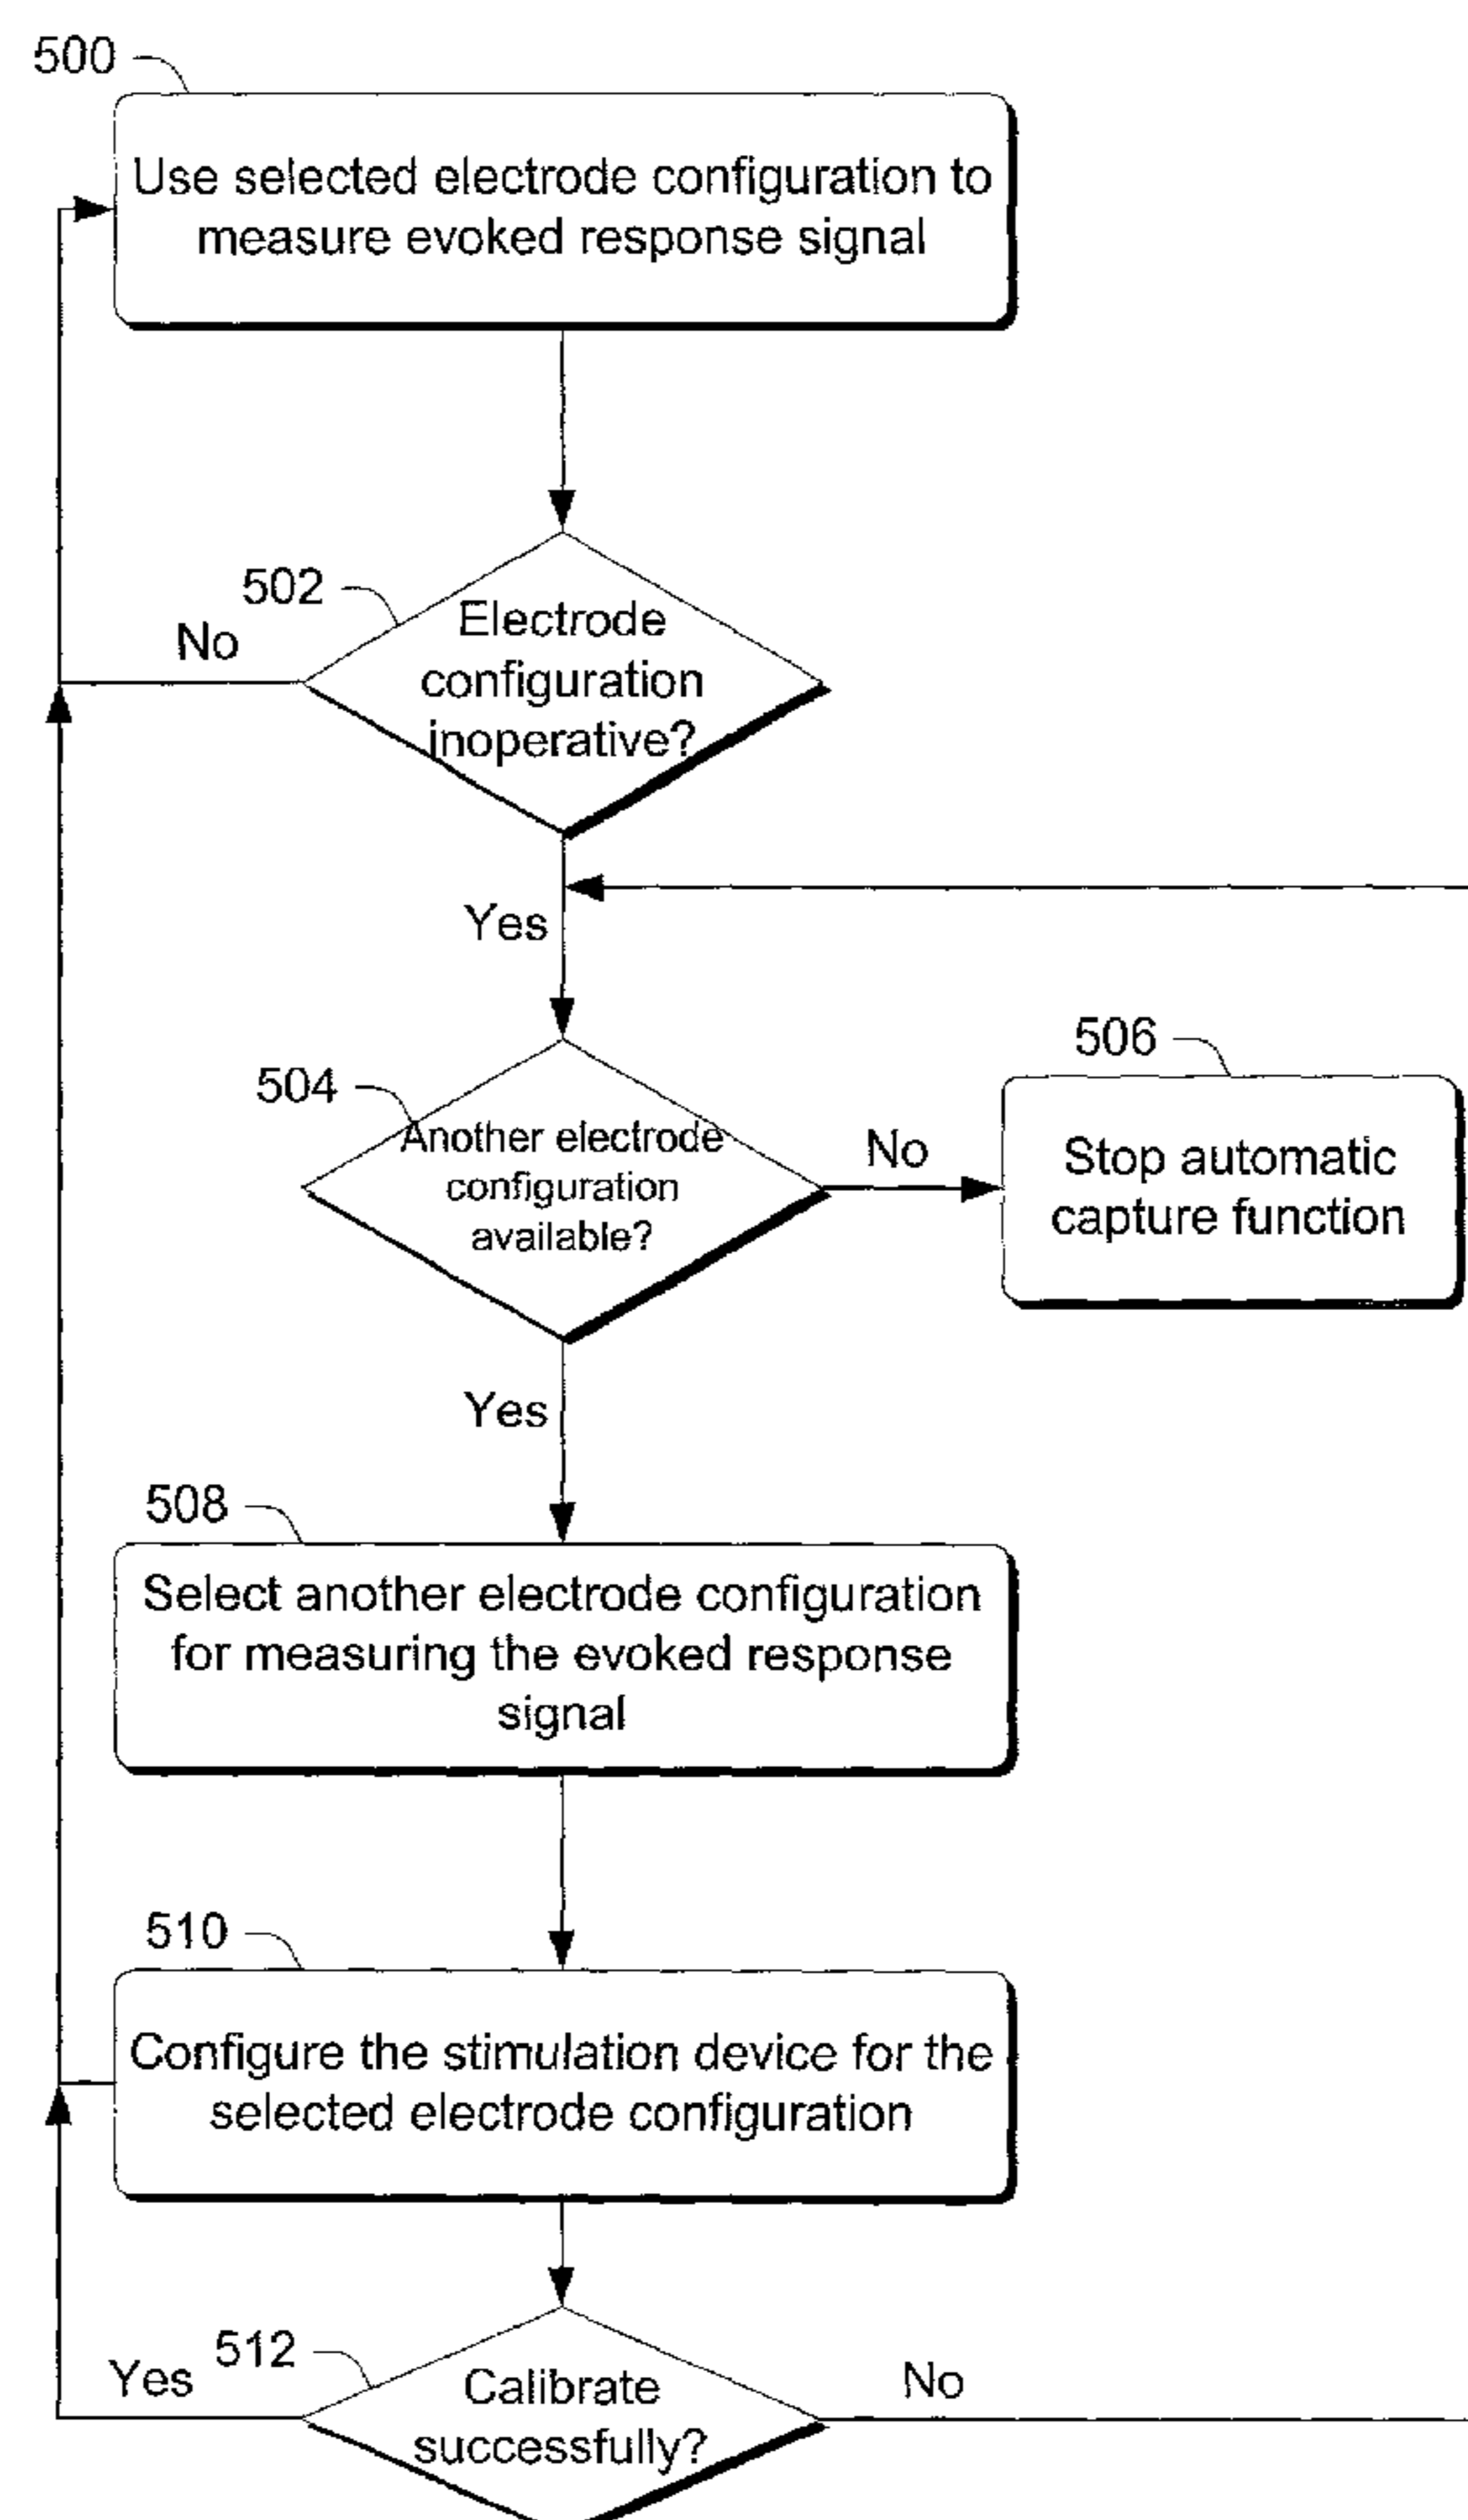 500
Use selected electrode configuration to
measure evoked response signal
502
No
Electrode
configuration
inoperative?
Yes
504
Another electrode
configuration
available?
No
506
Stop automatic
capture function
Yes
508
Select another electrode configuration
for measuring the evoked response
signal
510
Configure the stimulation device for the
selected electrode configuration
512
Yes
Calibrate
successfully?
No